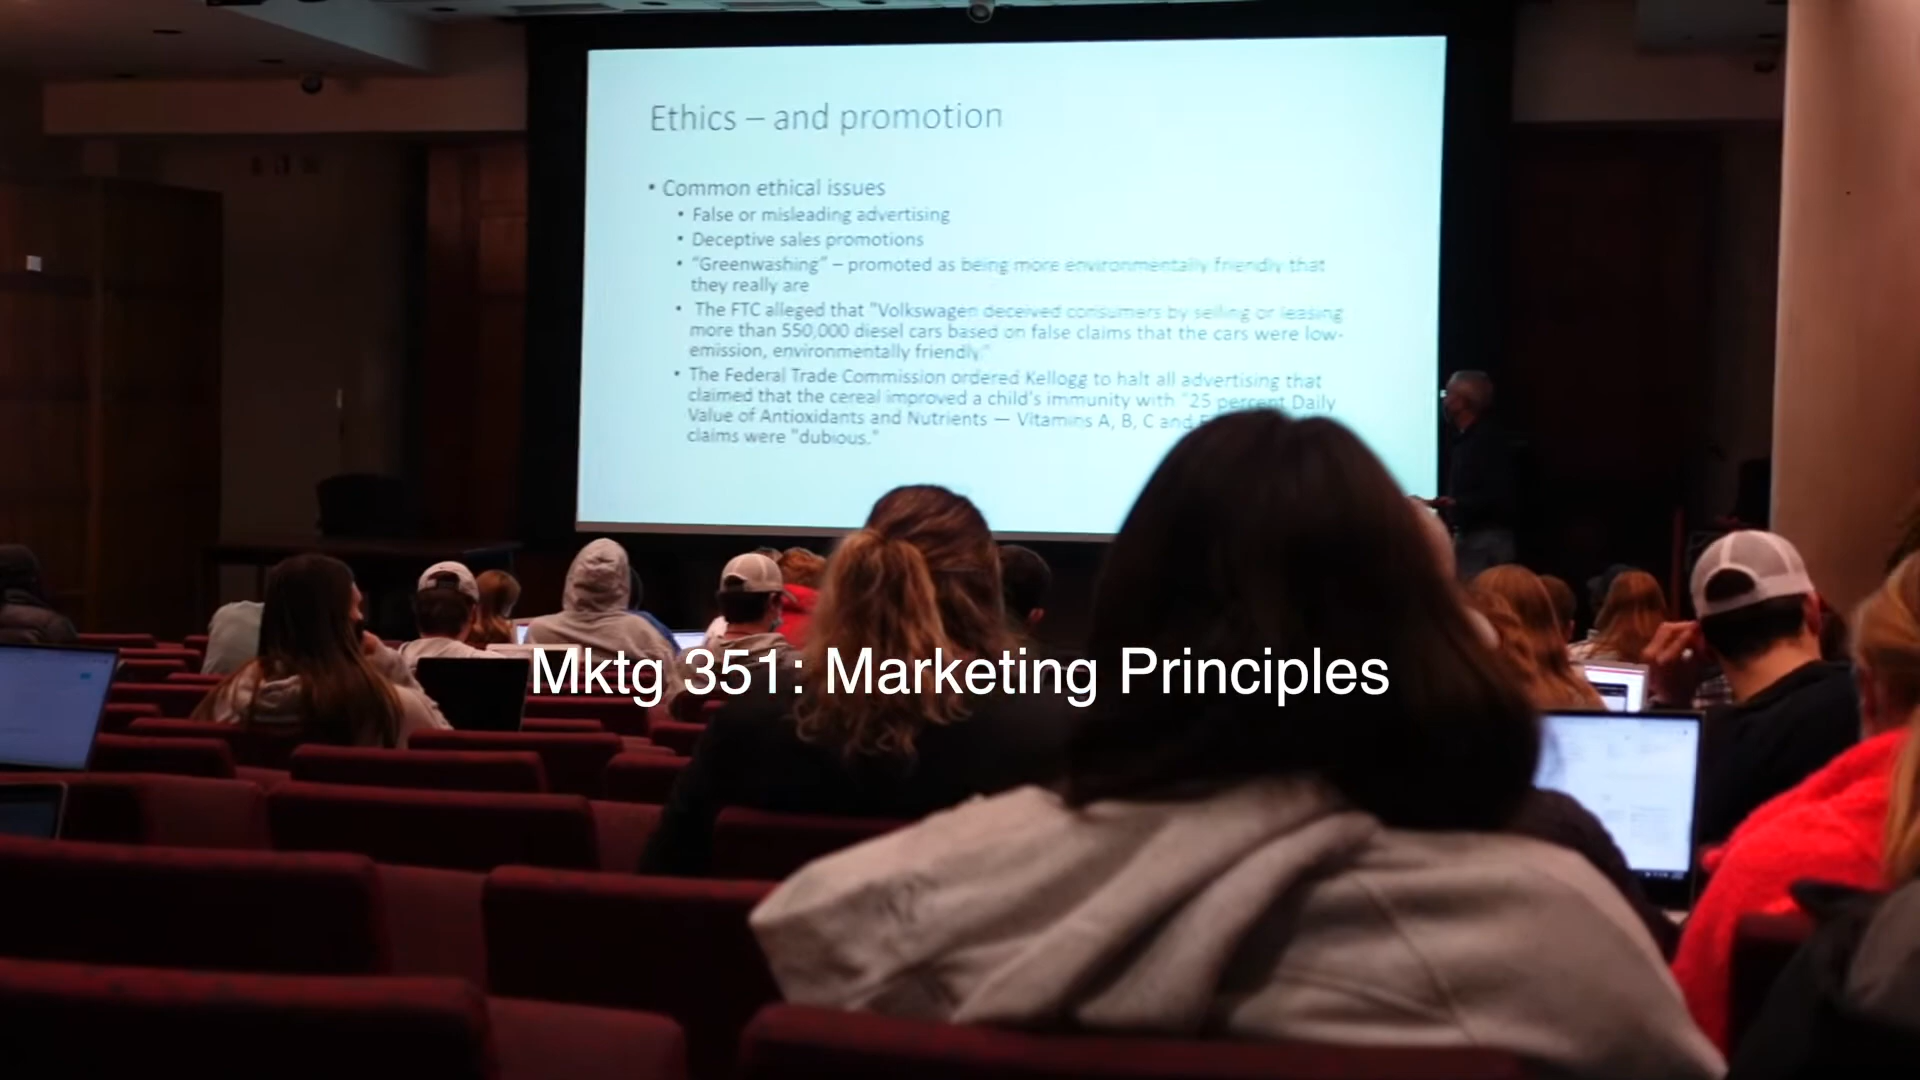 Ethics – and promotion
• Common ethical issues
• False or misleading advertising
• Deceptive sales promotions
• "Greenwashing" – promoted as being more environmentally friendly that
they really are
• The FTC alleged that "Volkswagen deceived consumers by selling or leasing
more than 550,000 diesel cars based on false claims that the cars were low-
emission, environmentally friendly."
• The Federal Trade Commission ordered Kellogg to halt all advertising that
claimed that the cereal improved a child's immunity with "25 percent Daily
Value of Antioxidants and Nutrients — Vitamins A, B, C and
claims were "dubious."
Mktg 351: Marketing Principles